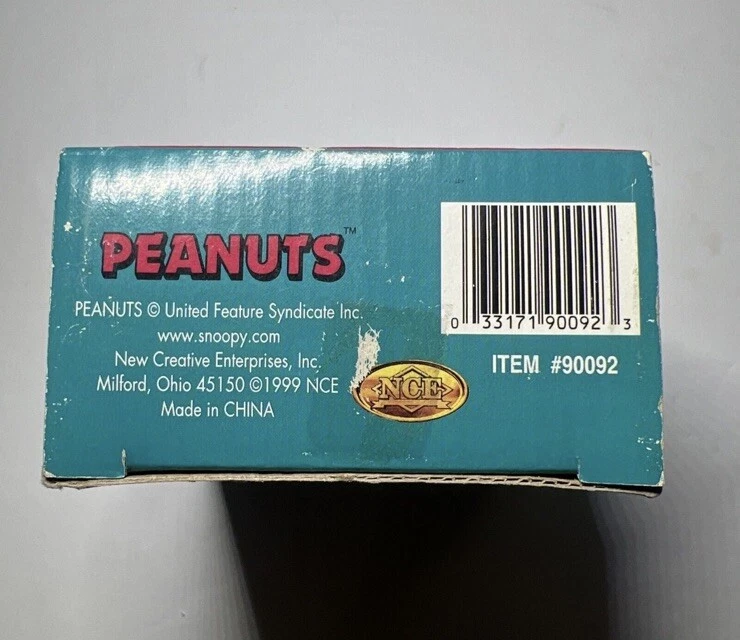 PEANUTS™
PEANUTS © United Feature Syndicate Inc.
www.snoopy.com
New Creative Enterprises, Inc.
Milford, Ohio 45150 ©1999 NCE
Made in CHINA
NCE
0 33171 90092 3
ITEM #90092